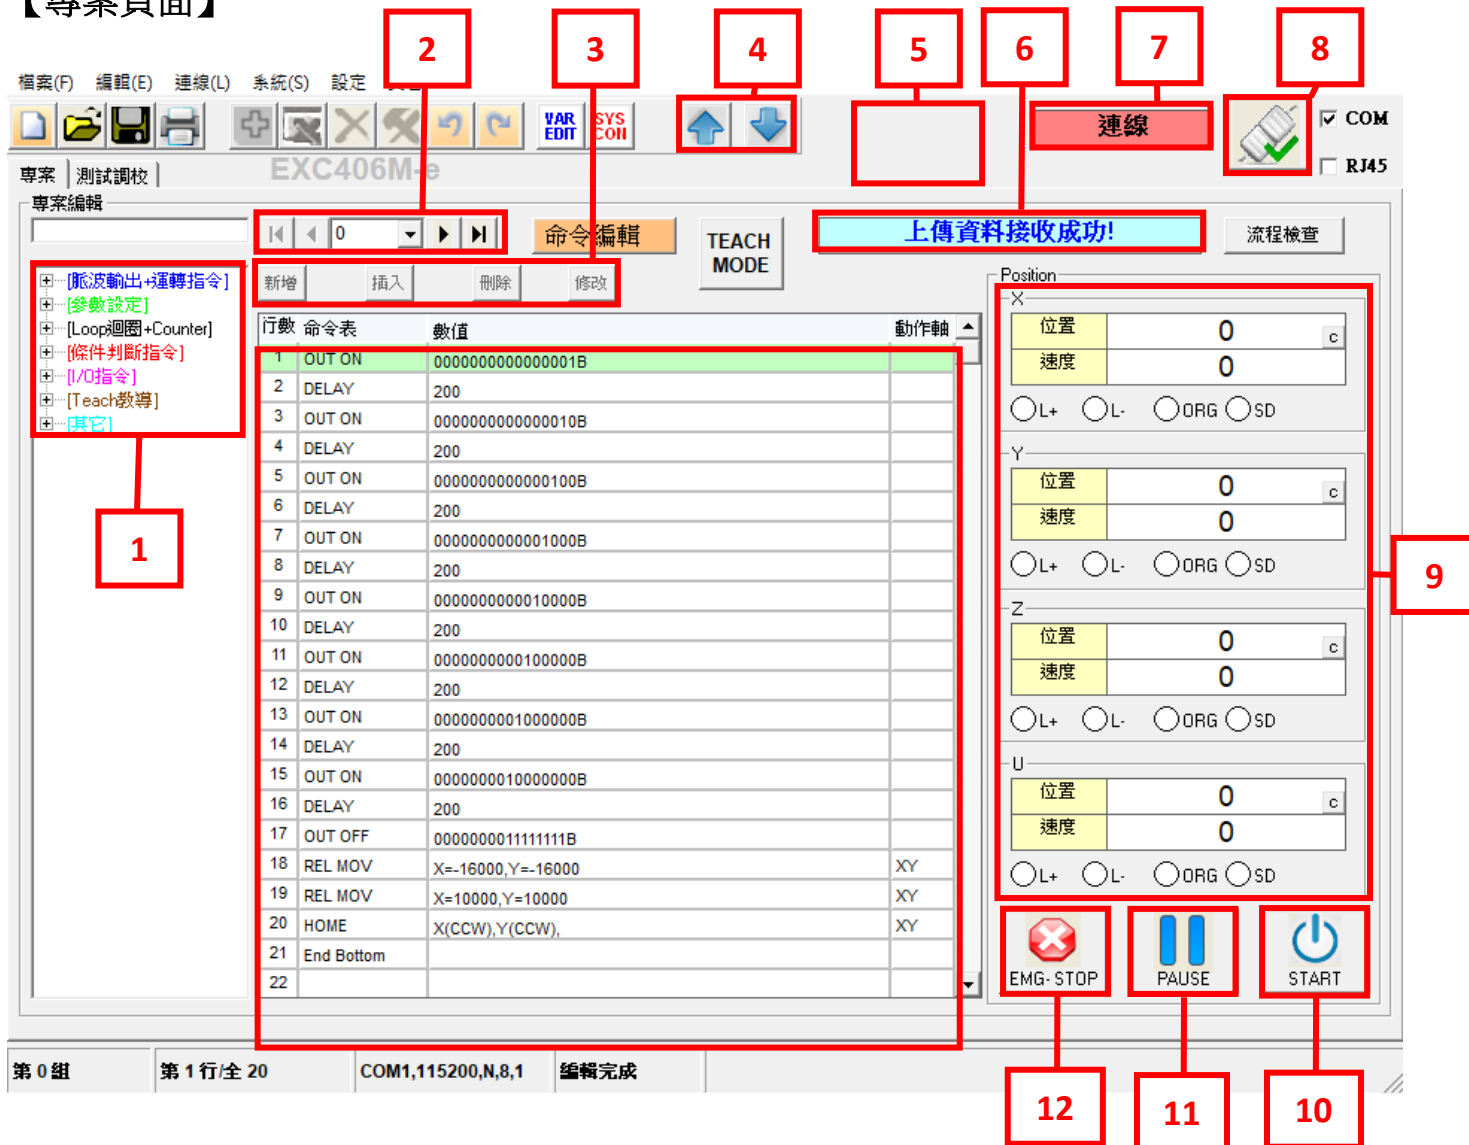 【專案頁面】
2 3 4 5 6 7 8
檔案(F) 編輯(E) 連線(L) 系統(S) 設定
VAR EDIT SYS CON
連線
COM
RJ45
EXC406M-e
專案 測試調校
專案編輯
0
命令編輯
TEACH MODE
上傳資料接收成功!
流程檢查
新增 插入 刪除 修改
[脈波輸出+運轉指令]
[參數設定]
[Loop迴圈+Counter]
[條件判斷指令]
[I/O指令]
[Teach教導]
[其它]
1
行數 命令表 數值 動作軸
1 OUT ON 0000000000000001B
2 DELAY 200
3 OUT ON 0000000000000010B
4 DELAY 200
5 OUT ON 0000000000000100B
6 DELAY 200
7 OUT ON 0000000000001000B
8 DELAY 200
9 OUT ON 0000000000010000B
10 DELAY 200
11 OUT ON 0000000000100000B
12 DELAY 200
13 OUT ON 0000000001000000B
14 DELAY 200
15 OUT ON 0000000010000000B
16 DELAY 200
17 OUT OFF 0000000011111111B
18 REL MOV X=-16000,Y=-16000 XY
19 REL MOV X=10000,Y=10000 XY
20 HOME X(CCW),Y(CCW), XY
21 End Bottom
22
Position
X
位置 0 c
速度 0
L+ L- ORG SD
Y
位置 0 c
速度 0
L+ L- ORG SD
Z
位置 0 c
速度 0
L+ L- ORG SD
U
位置 0 c
速度 0
L+ L- ORG SD
9
EMG-STOP PAUSE START
第 0 組 第 1 行/全 20 COM1,115200,N,8,1 編輯完成
12 11 10